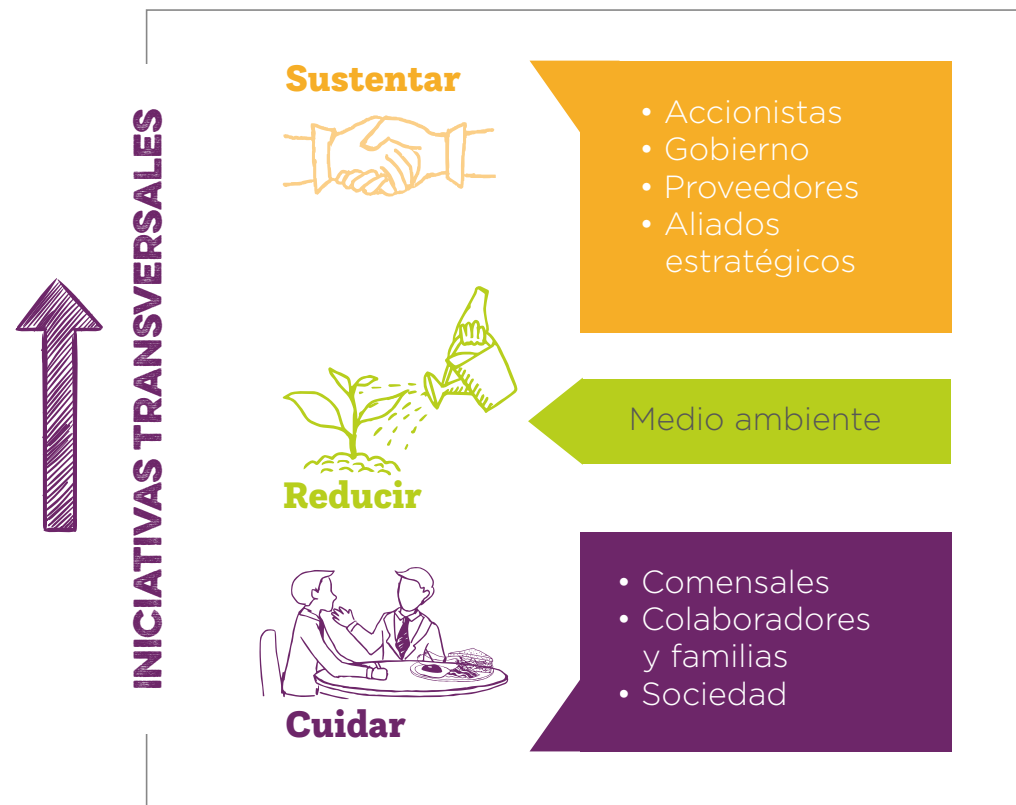 INICIATIVAS TRANSVERSALES
Sustentar
• Accionistas
• Gobierno
• Proveedores
• Aliados
estratégicos
Medio ambiente
Reducir
• Comensales
• Colaboradores
y familias
• Sociedad
Cuidar